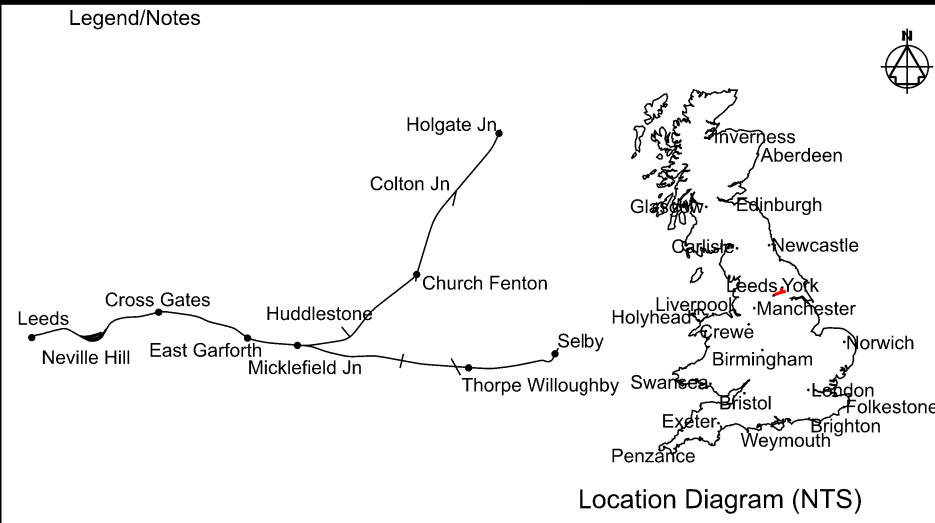 Legend/Notes
N
Holgate Jn
Colton Jn
Church Fenton
Huddlestone
Cross Gates
Leeds
Neville Hill
East Garforth
Micklefield Jn
Selby
Thorpe Willoughby
Inverness
Aberdeen
Glasgow
Edinburgh
Carlisle
Newcastle
Leeds York
Liverpool
Manchester
Holyhead
Crewe
Norwich
Birmingham
Swansea
London
Bristol
Folkestone
Exeter
Brighton
Weymouth
Penzance
Location Diagram (NTS)